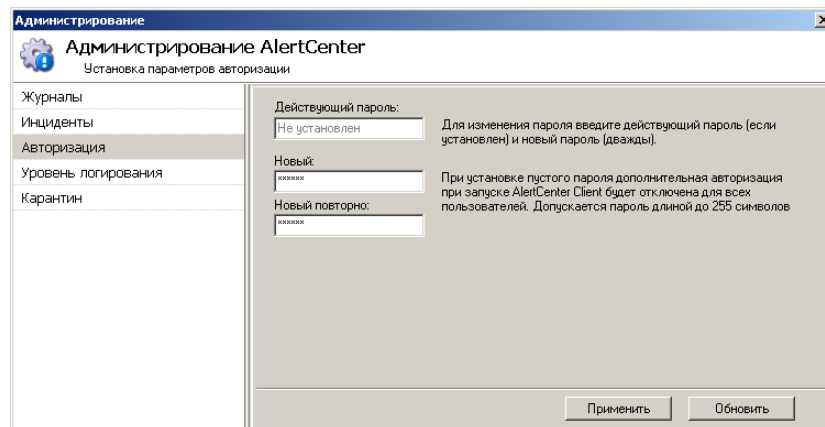 Администрирование
Администрирование AlertCenter
Установка параметров авторизации
Журналы
Инциденты
Авторизация
Уровень логирования
Карантин
Действующий пароль:
Не установлен
Для изменения пароля введите действующий пароль (если
установлен) и новый пароль (дважды).
Новый:
××××××
При установке пустого пароля дополнительная авторизация
при запуске AlertCenter Client будет отключена для всех
пользователей. Допускается пароль длиной до 255 символов
Новый повторно:
××××××
Применить
Обновить